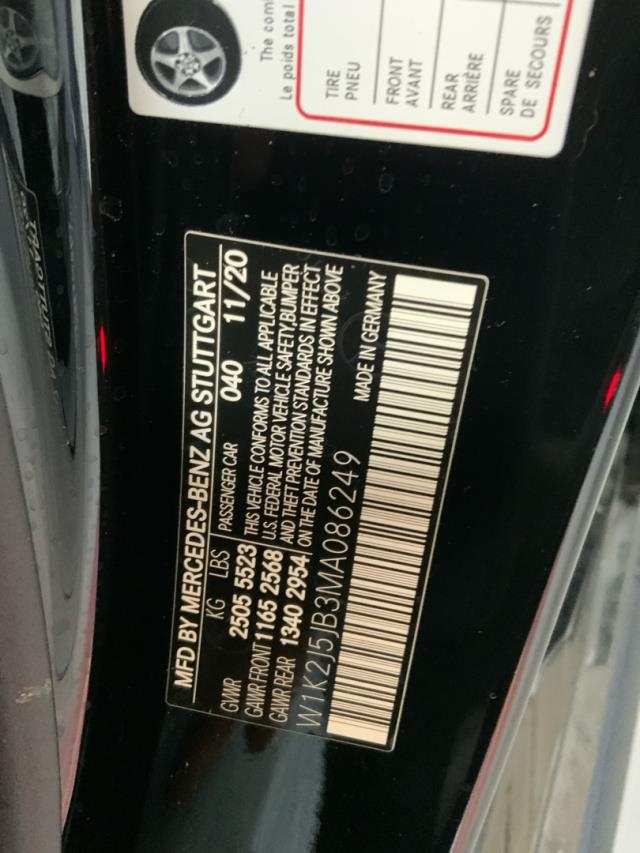 The com
Le poids total
TIRE
PNEU
FRONT
AVANT
REAR
ARRIÈRE
SPARE
DE SECOURS
MFD BY MERCEDES-BENZ AG STUTTGART
KG LBS PASSENGER CAR 040 11/20
GVWR 2505 5523
GAWR FRONT 1165 2568
GAWR REAR 1340 2954
THIS VEHICLE CONFORMS TO ALL APPLICABLE
U.S. FEDERAL MOTOR VEHICLE SAFETY, BUMPER
AND THEFT PREVENTION STANDARDS IN EFFECT
ON THE DATE OF MANUFACTURE SHOWN ABOVE
W1K2J5JB3MA086249 MADE IN GERMANY